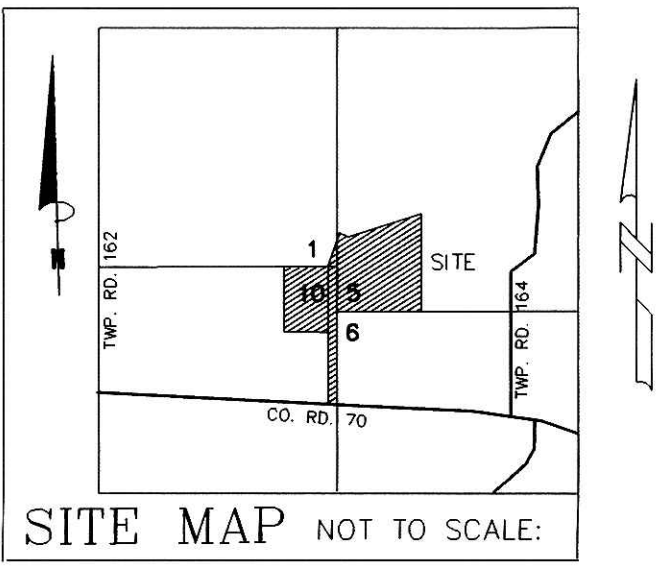 N
N
TWP. RD. 162
1
10
5
SITE
6
TWP. RD. 164
CO. RD. 70
SITE MAP NOT TO SCALE: